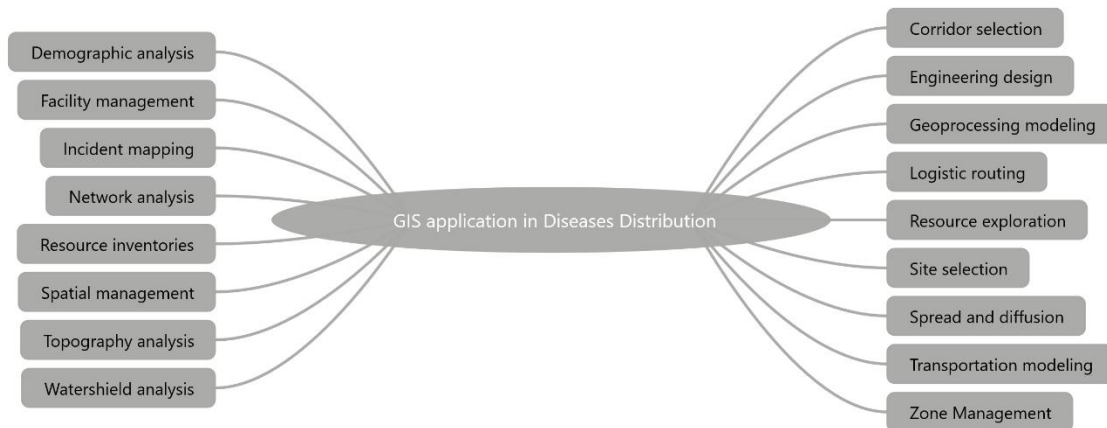 Demographic analysis
Facility management
Incident mapping
Network analysis
Resource inventories
Spatial management
Topography analysis
Watershield analysis
GIS application in Diseases Distribution
Corridor selection
Engineering design
Geoprocessing modeling
Logistic routing
Resource exploration
Site selection
Spread and diffusion
Transportation modeling
Zone Management